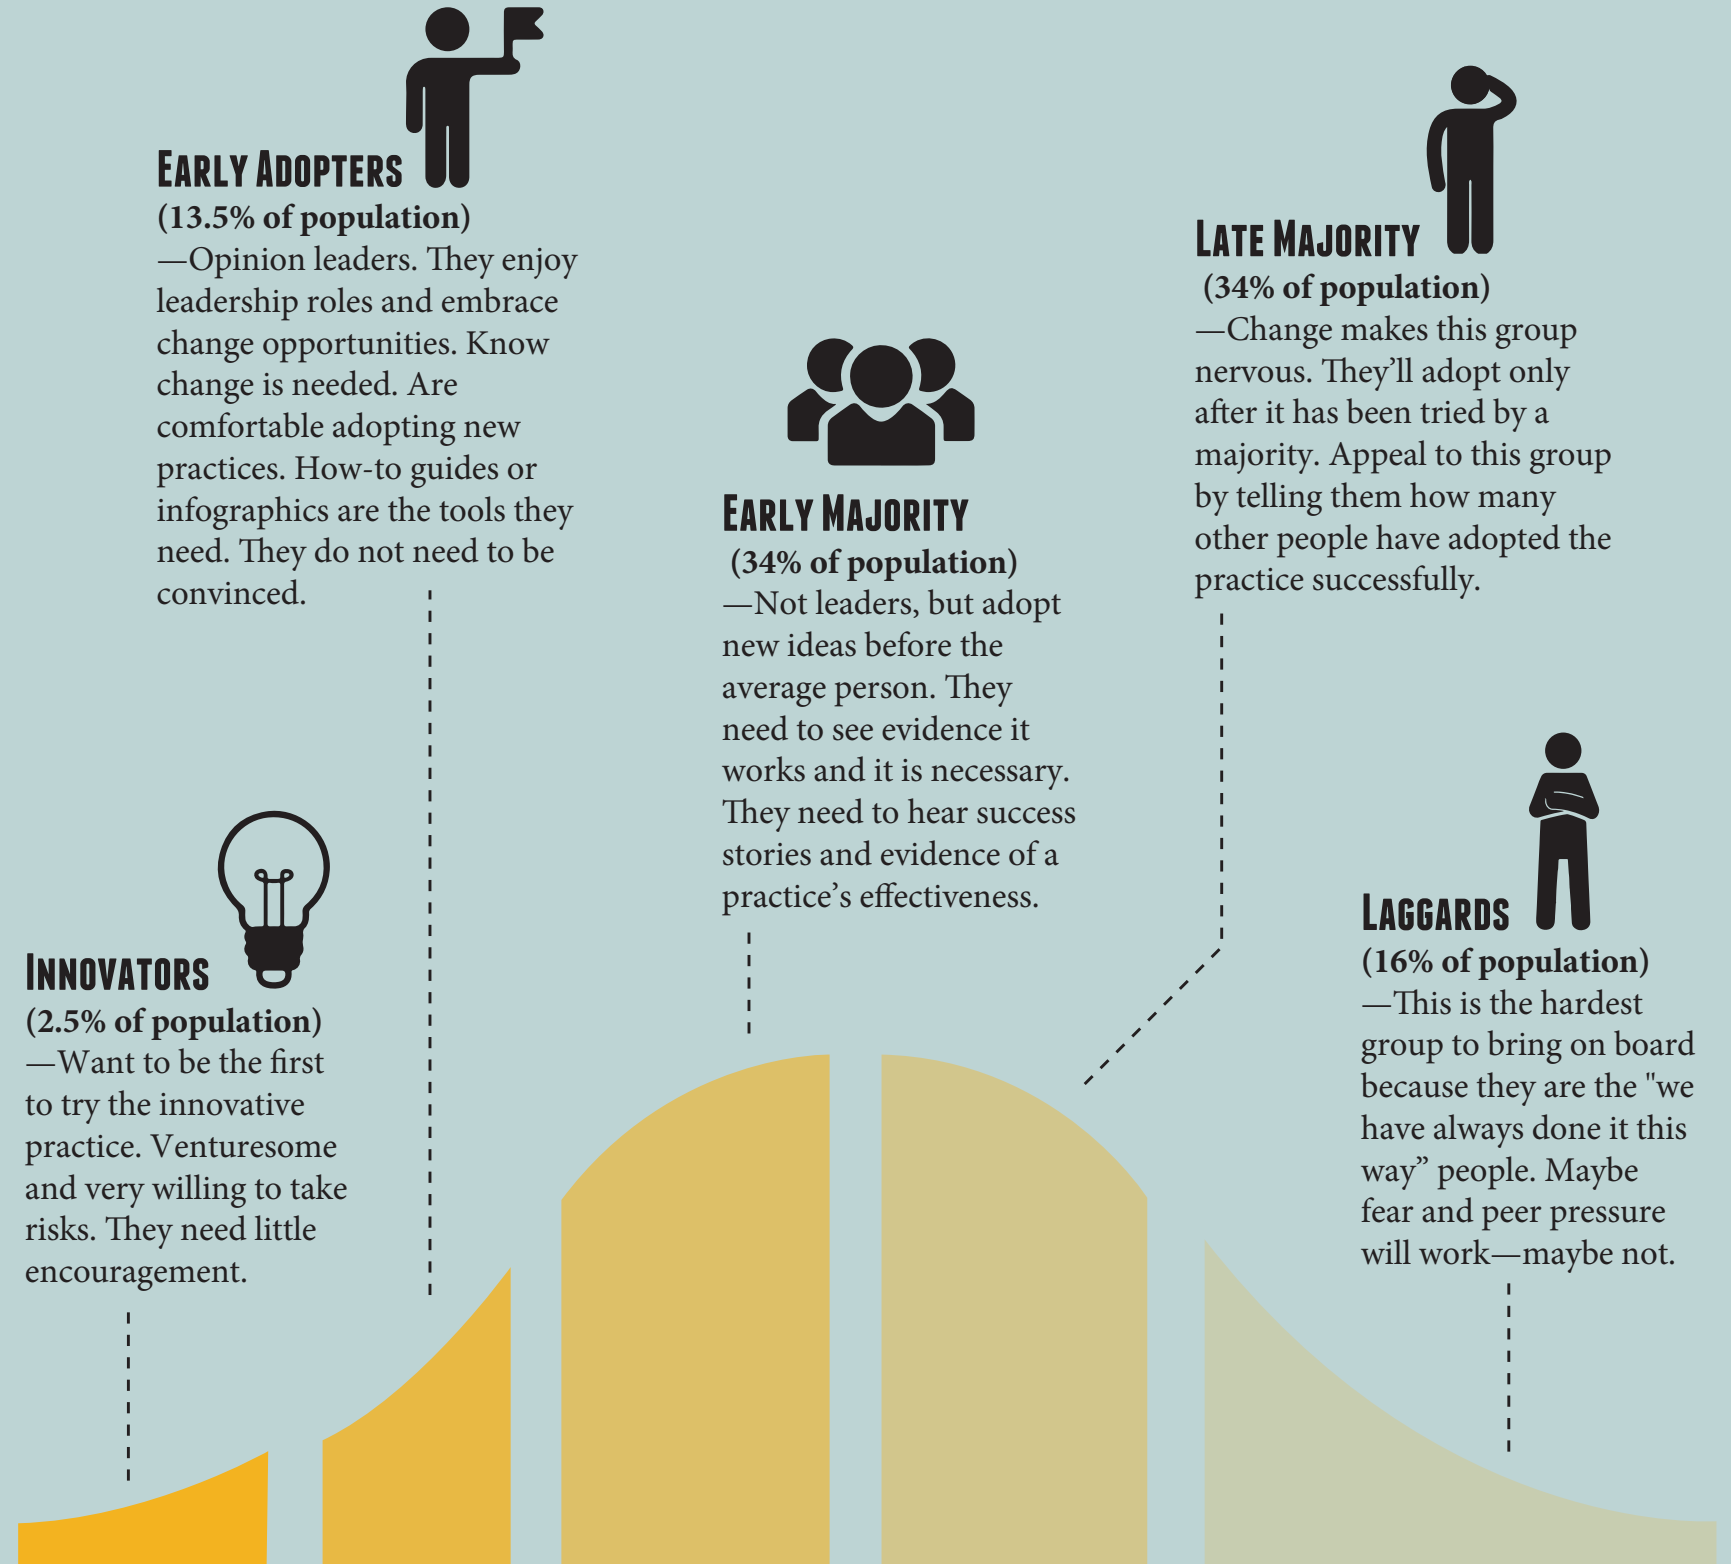 EARLY ADOPTERS
(13.5% of population)
—Opinion leaders. They enjoy
leadership roles and embrace
change opportunities. Know
change is needed. Are
comfortable adopting new
practices. How-to guides or
infographics are the tools they
need. They do not need to be
convinced.
LATE MAJORITY
(34% of population)
—Change makes this group
nervous. They’ll adopt only
after it has been tried by a
majority. Appeal to this group
by telling them how many
other people have adopted the
practice successfully.
EARLY MAJORITY
(34% of population)
—Not leaders, but adopt
new ideas before the
average person. They
need to see evidence it
works and it is necessary.
They need to hear success
stories and evidence of a
practice’s effectiveness.
INNOVATORS
(2.5% of population)
—Want to be the first
to try the innovative
practice. Venturesome
and very willing to take
risks. They need little
encouragement.
LAGGARDS
(16% of population)
—This is the hardest
group to bring on board
because they are the "we
have always done it this
way” people. Maybe
fear and peer pressure
will work—maybe not.